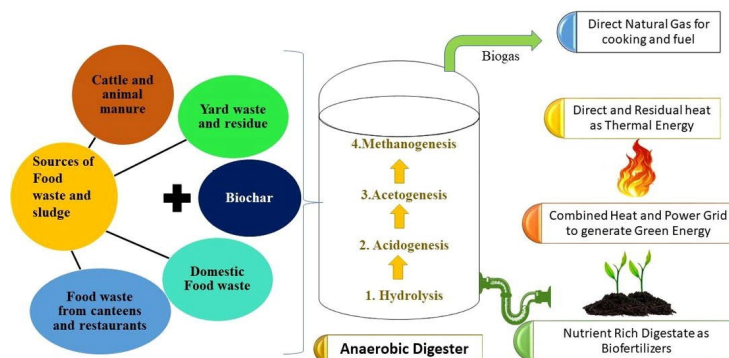 Cattle and
animal
manure
Yard waste
and residue
Sources of
Food
waste and
sludge
Biochar
Domestic
Food waste
Food waste
from canteens
and restaurants
Biogas
4.Methanogenesis
3.Acetogenesis
2. Acidogenesis
1. Hydrolysis
Anaerobic Digester
Direct Natural Gas for
cooking and fuel
Direct and Residual heat
as Thermal Energy
Combined Heat and Power Grid
to generate Green Energy
Nutrient Rich Digestate as
Biofertilizers